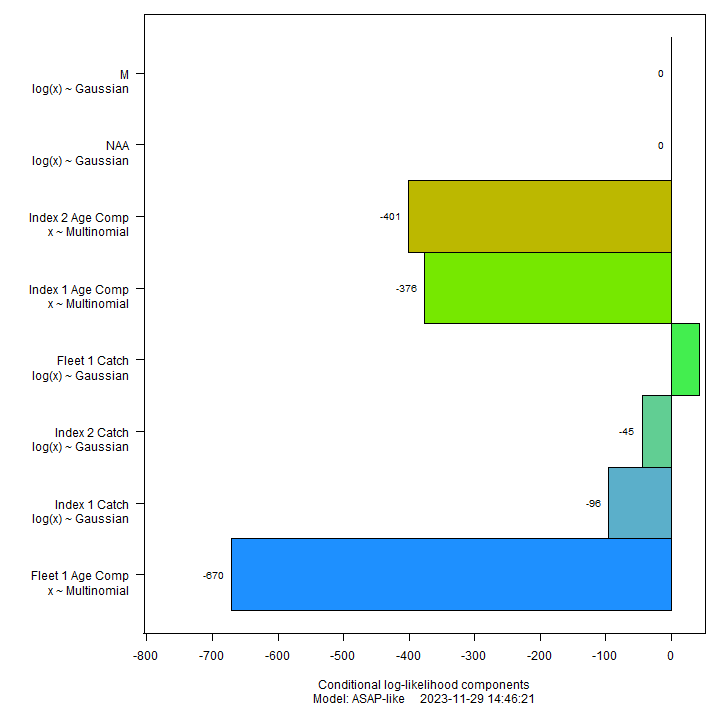 M
log(x) ~ Gaussian
0
NAA
log(x) ~ Gaussian
0
Index 2 Age Comp
x ~ Multinomial
-401
Index 1 Age Comp
x ~ Multinomial
-376
Fleet 1 Catch
log(x) ~ Gaussian
Index 2 Catch
log(x) ~ Gaussian
-45
Index 1 Catch
log(x) ~ Gaussian
-96
Fleet 1 Age Comp
x ~ Multinomial
-670
-800 -700 -600 -500 -400 -300 -200 -100 0
Conditional log-likelihood components
Model: ASAP-like 2023-11-29 14:46:21